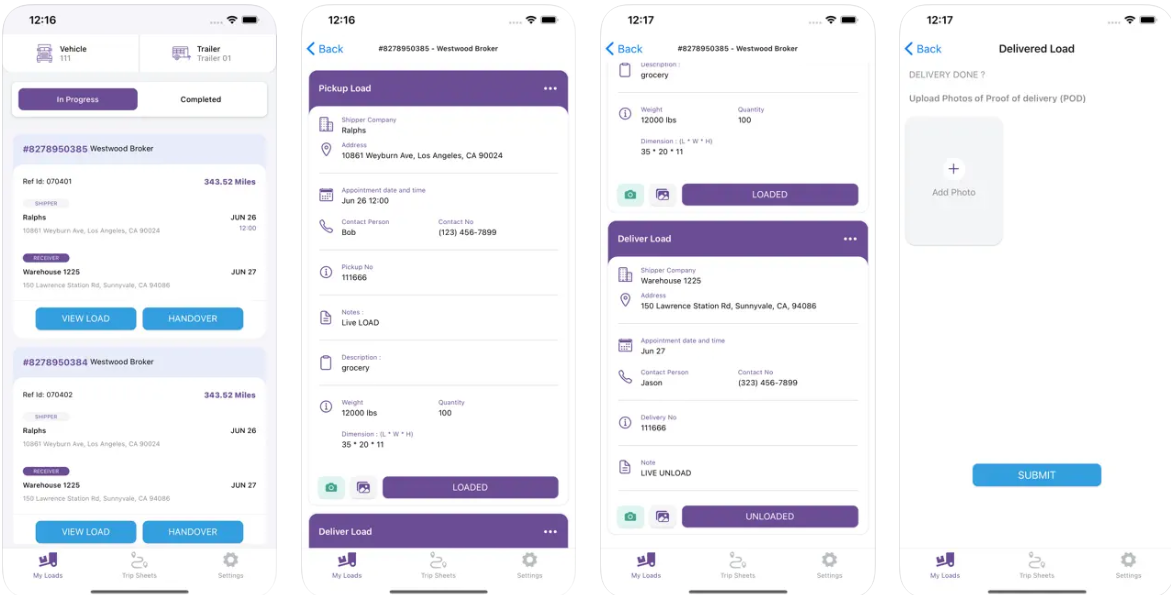 12:16
Vehicle
111
Trailer
Trailer 01
In Progress
Completed
#8278950385 Westwood Broker
Ref Id: 070401
343.52 Miles
SHIPPER
Ralphs
JUN 26
10861 Weyburn Ave, Los Angeles, CA 90024
12:00
RECEIVER
Warehouse 1225
JUN 27
150 Lawrence Station Rd, Sunnyvale, CA 94086
VIEW LOAD
HANDOVER
#8278950384 Westwood Broker
Ref Id: 070402
343.52 Miles
SHIPPER
Ralphs
JUN 26
10861 Weyburn Ave, Los Angeles, CA 90024
RECEIVER
Warehouse 1225
JUN 27
150 Lawrence Station Rd, Sunnyvale, CA 94086
VIEW LOAD
HANDOVER
My Loads
Trip Sheets
Settings
12:16
Back
#8278950385 - Westwood Broker
Pickup Load
Shipper Company
Ralphs
Address
10861 Weyburn Ave, Los Angeles, CA 90024
Appointment date and time
Jun 26 12:00
Contact Person
Contact No
Bob
(123) 456-7899
Pickup No
111666
Notes :
Live LOAD
Description :
grocery
Weight
Quantity
12000 lbs
100
Dimension : (L * W * H)
35 * 20 * 11
LOADED
Deliver Load
My Loads
Trip Sheets
Settings
12:17
Back
#8278950385 - Westwood Broker
Description :
grocery
Weight
Quantity
12000 lbs
100
Dimension : (L * W * H)
35 * 20 * 11
LOADED
Deliver Load
Shipper Company
Warehouse 1225
Address
150 Lawrence Station Rd, Sunnyvale, CA, 94086
Appointment date and time
Jun 27
Contact Person
Contact No
Jason
(323) 456-7899
Delivery No
111666
Note
LIVE UNLOAD
UNLOADED
My Loads
Trip Sheets
Settings
12:17
Back
Delivered Load
DELIVERY DONE ?
Upload Photos of Proof of delivery (POD)
Add Photo
SUBMIT
My Loads
Trip Sheets
Settings